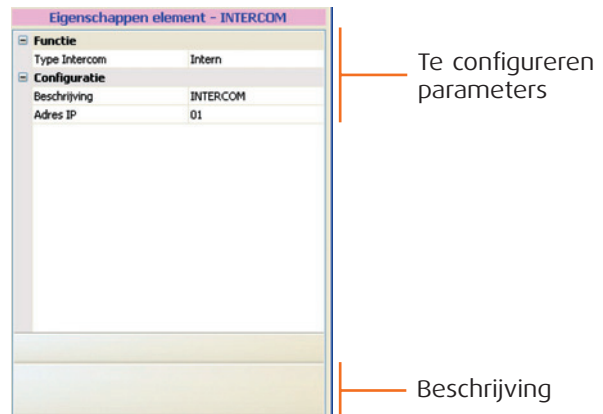 Eigenschappen element - INTERCOM
Functie
Type Intercom Intern
Configuratie
Beschrijving INTERCOM
Adres IP 01
Te configureren
parameters
Beschrijving